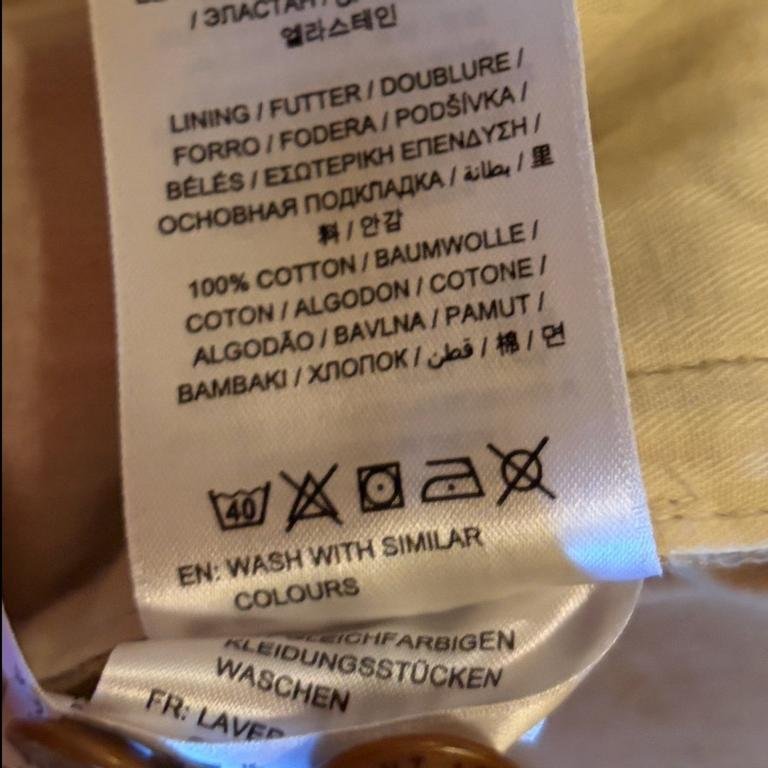 / ЭЛАСТАН /
엘라스테인
LINING / FUTTER / DOUBLURE /
FORRO / FODERA / PODŠÍVKA /
BÉLÉS / ΕΣΩΤΕΡΙΚΗ ΕΠΕΝΔΥΣΗ /
ОСНОВНАЯ ПОДКЛАДКА / بطانة / 里
料 / 안감
100% COTTON / BAUMWOLLE /
COTON / ALGODON / COTONE /
ALGODÃO / BAVLNA / PAMUT /
BAMBAKI / ХЛОПОК / قطن / 棉 / 면
40
EN: WASH WITH SIMILAR
COLOURS
KLEIDUNGSSTÜCKEN
WASCHEN
FR: LAVER